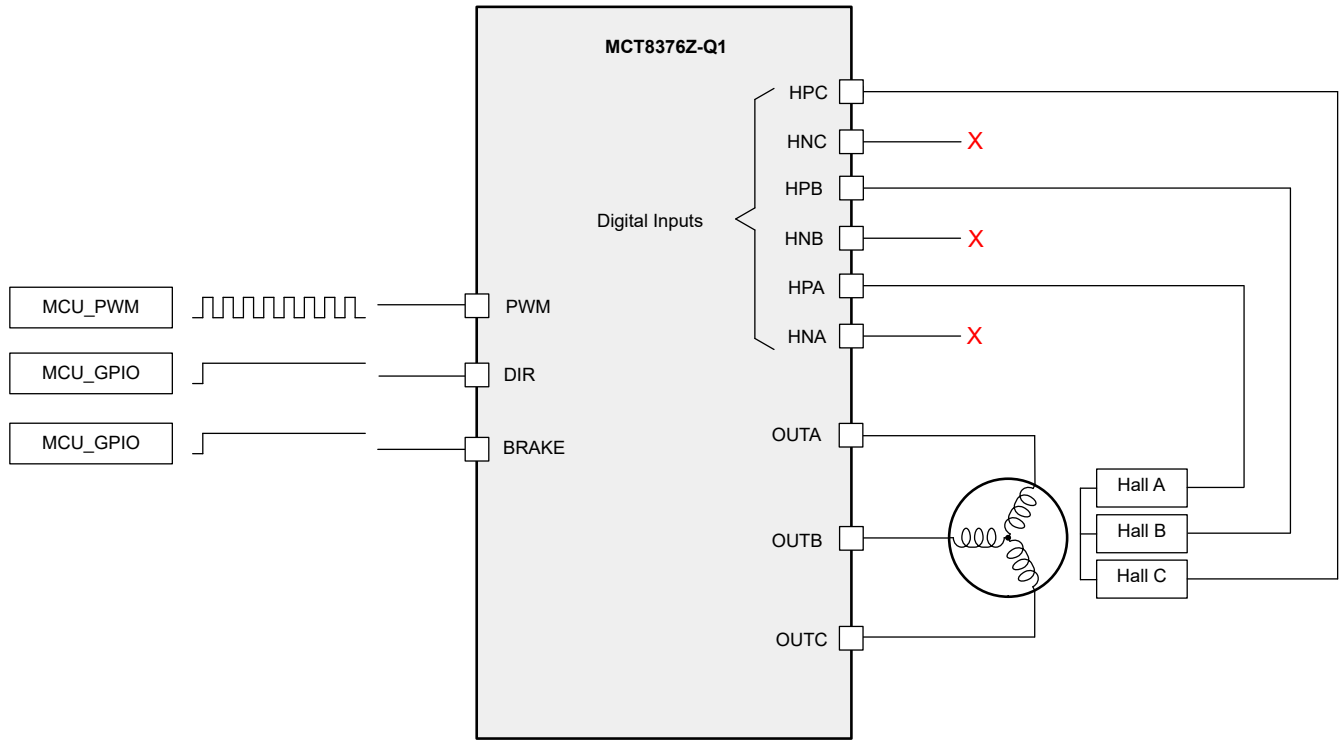 MCT8376Z-Q1
HPC
HNC
X
HPB
Digital Inputs
HNB
X
HPA
MCU_PWM
PWM
HNA
X
MCU_GPIO
DIR
MCU_GPIO
BRAKE
OUTA
Hall A
Hall B
OUTB
Hall C
OUTC